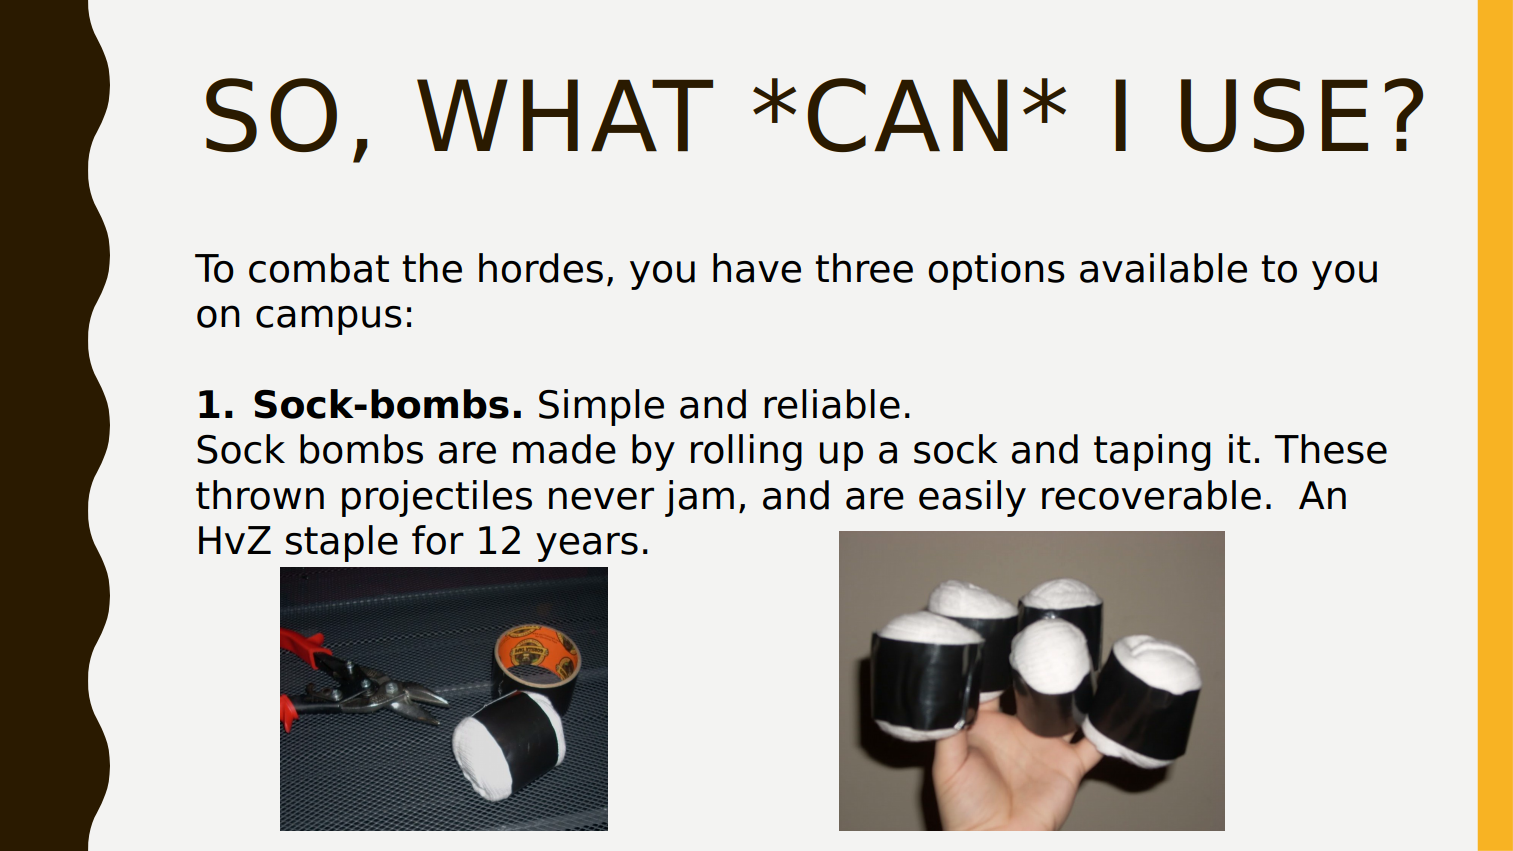 SO, WHAT *CAN* I USE?
To combat the hordes, you have three options available to you
on campus:
1. Sock-bombs. Simple and reliable.
Sock bombs are made by rolling up a sock and taping it. These
thrown projectiles never jam, and are easily recoverable.  An
HvZ staple for 12 years.